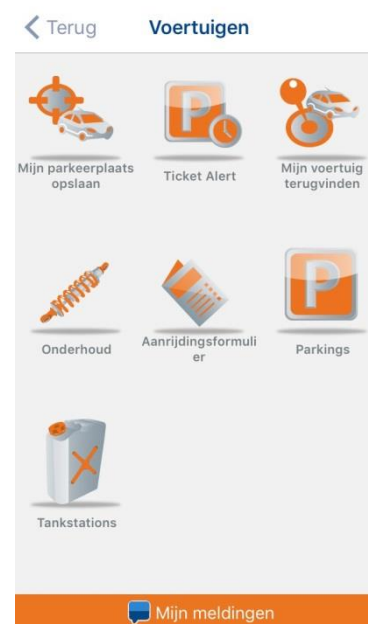 Terug
Voertuigen
Mijn parkeerplaats
opslaan
Ticket Alert
Mijn voertuig
terugvinden
Onderhoud
Aanrijdingsformuli
er
Parkings
Tankstations
Mijn meldingen